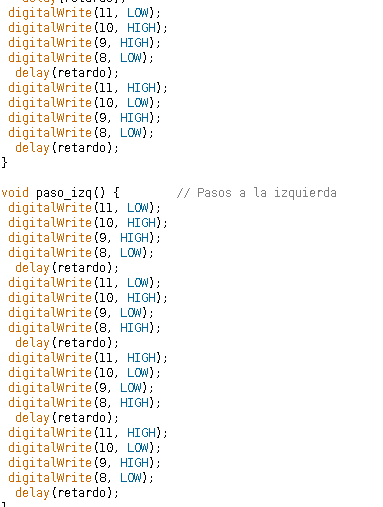 delay(retardo);
digitalWrite(11, LOW);
digitalWrite(10, HIGH);
digitalWrite(9, HIGH);
digitalWrite(8, LOW);
delay(retardo);
digitalWrite(11, HIGH);
digitalWrite(10, LOW);
digitalWrite(9, HIGH);
digitalWrite(8, LOW);
delay(retardo);
}
void paso_izq() { // Pasos a la izquierda
digitalWrite(11, LOW);
digitalWrite(10, HIGH);
digitalWrite(9, HIGH);
digitalWrite(8, LOW);
delay(retardo);
digitalWrite(11, LOW);
digitalWrite(10, HIGH);
digitalWrite(9, LOW);
digitalWrite(8, HIGH);
delay(retardo);
digitalWrite(11, HIGH);
digitalWrite(10, LOW);
digitalWrite(9, LOW);
digitalWrite(8, HIGH);
delay(retardo);
digitalWrite(11, HIGH);
digitalWrite(10, LOW);
digitalWrite(9, HIGH);
digitalWrite(8, LOW);
delay(retardo);
}